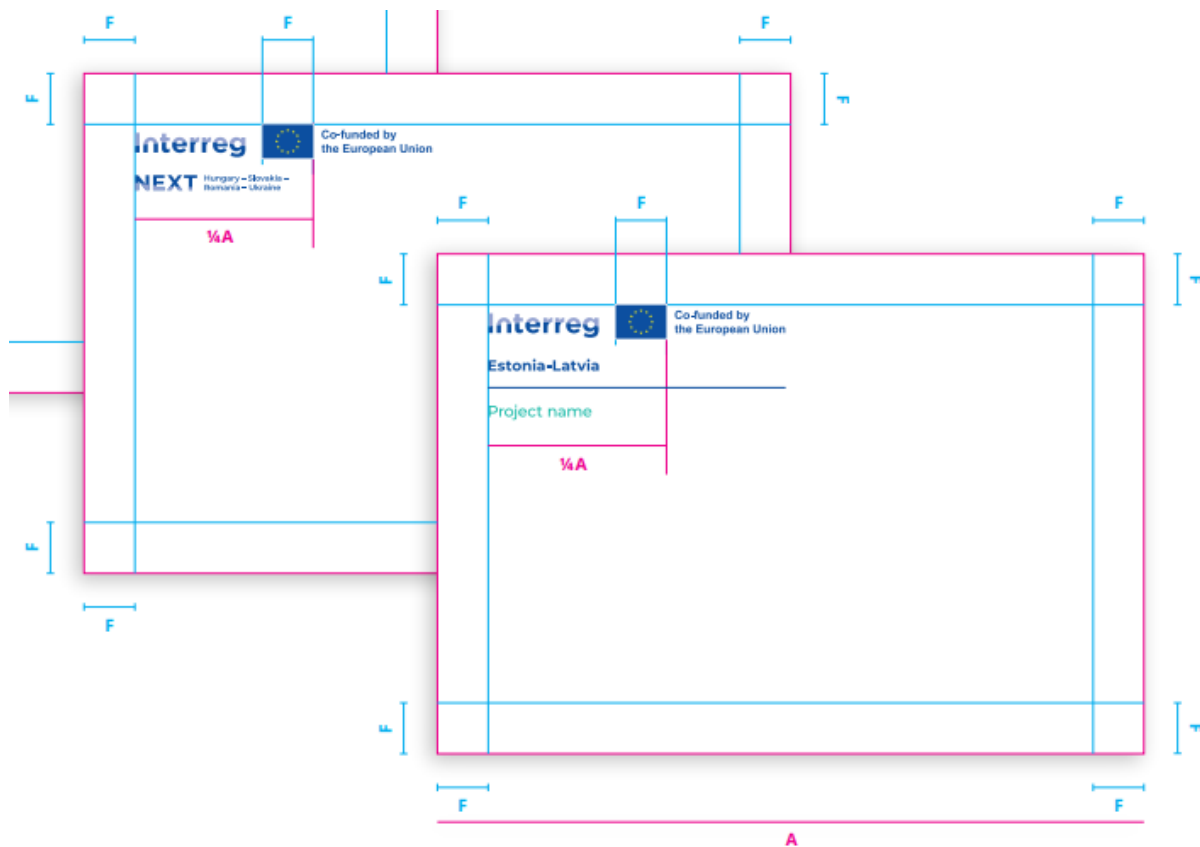 F
F
F
F
F
Interreg
Co-funded by
the European Union
NEXT
Hungary – Slovakia –
Romania – Ukraine
¼A
F
F
F
F
F
F
Interreg
Co-funded by
the European Union
Estonia-Latvia
Project name
¼A
F
F
F
F
F
F
A